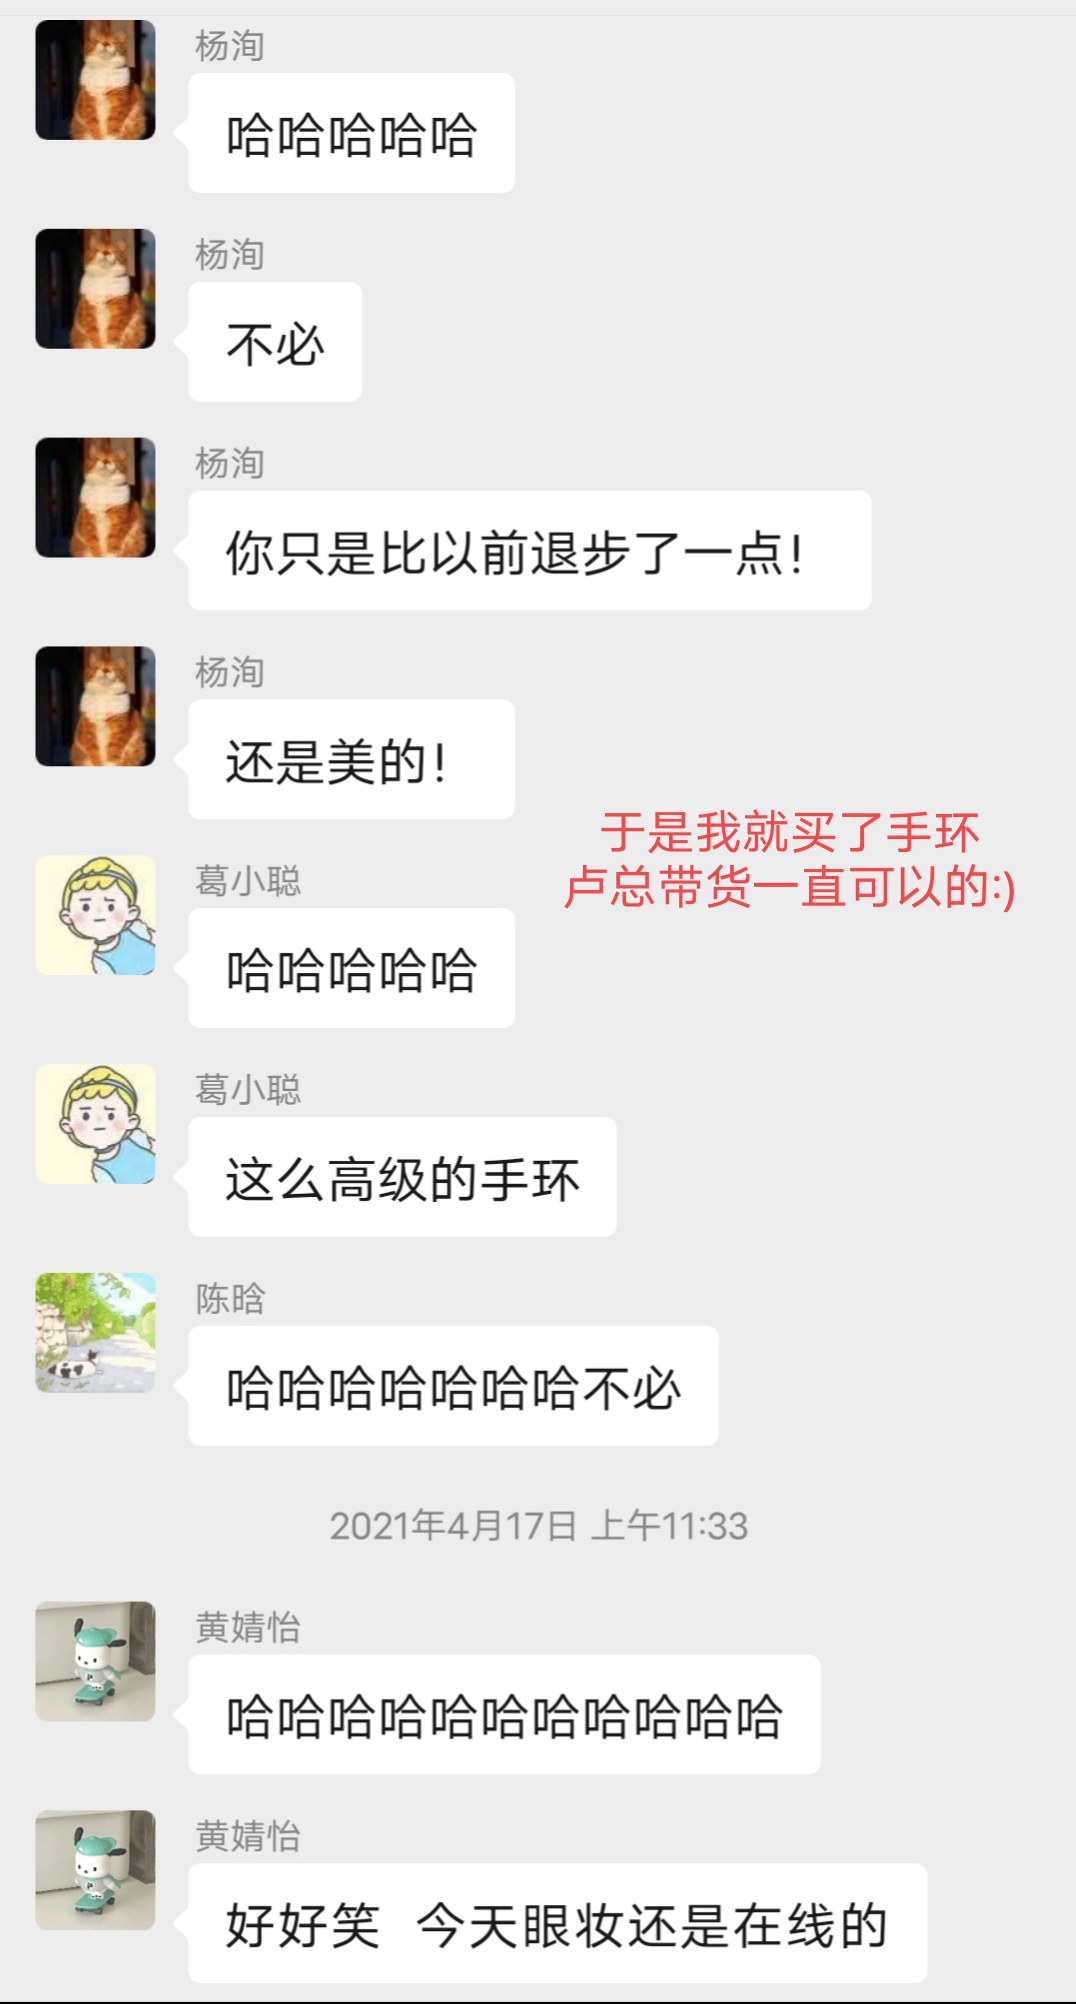 杨洵
哈哈哈哈哈
杨洵
不必
杨洵
你只是比以前退步了一点！
杨洵
还是美的！
于是我就买了手环
卢总带货一直可以的:)
葛小聪
哈哈哈哈哈
葛小聪
这么高级的手环
陈晗
哈哈哈哈哈哈哈不必
2021年4月17日 上午11:33
黄婧怡
哈哈哈哈哈哈哈哈哈哈哈
黄婧怡
好好笑  今天眼妆还是在线的